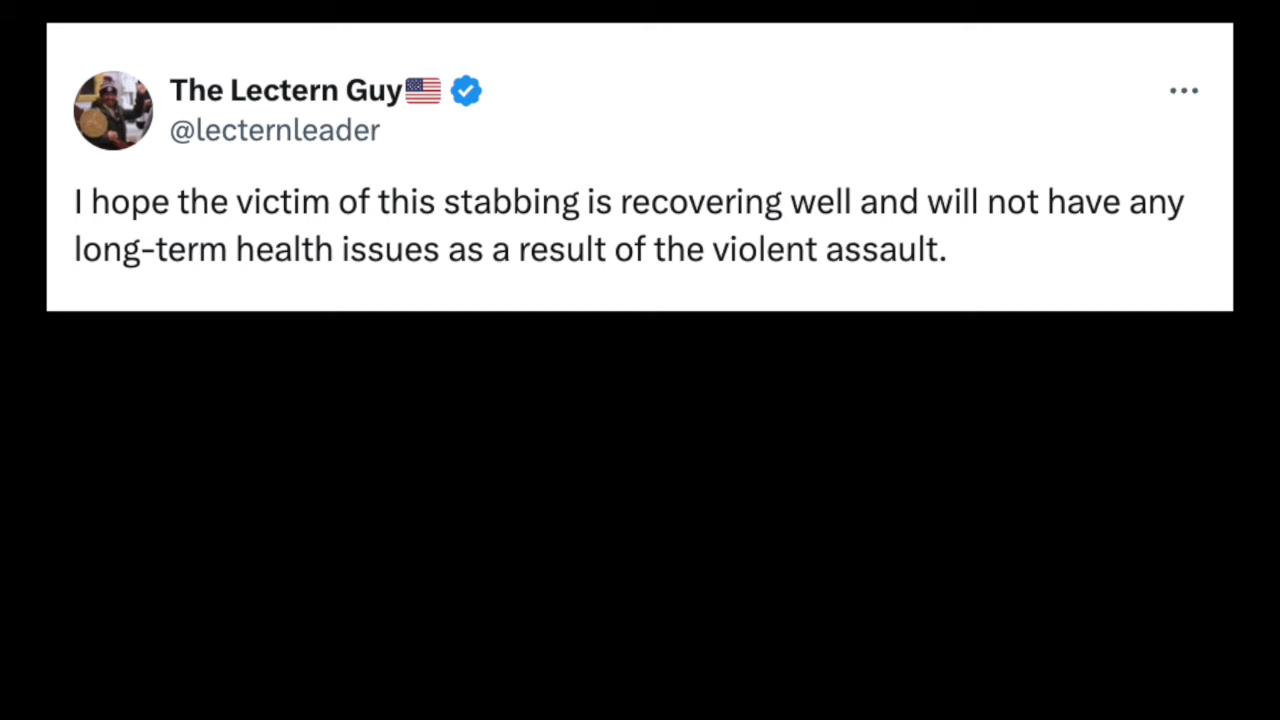 The Lectern Guy🇺🇸
@lecternleader
I hope the victim of this stabbing is recovering well and will not have any
long-term health issues as a result of the violent assault.